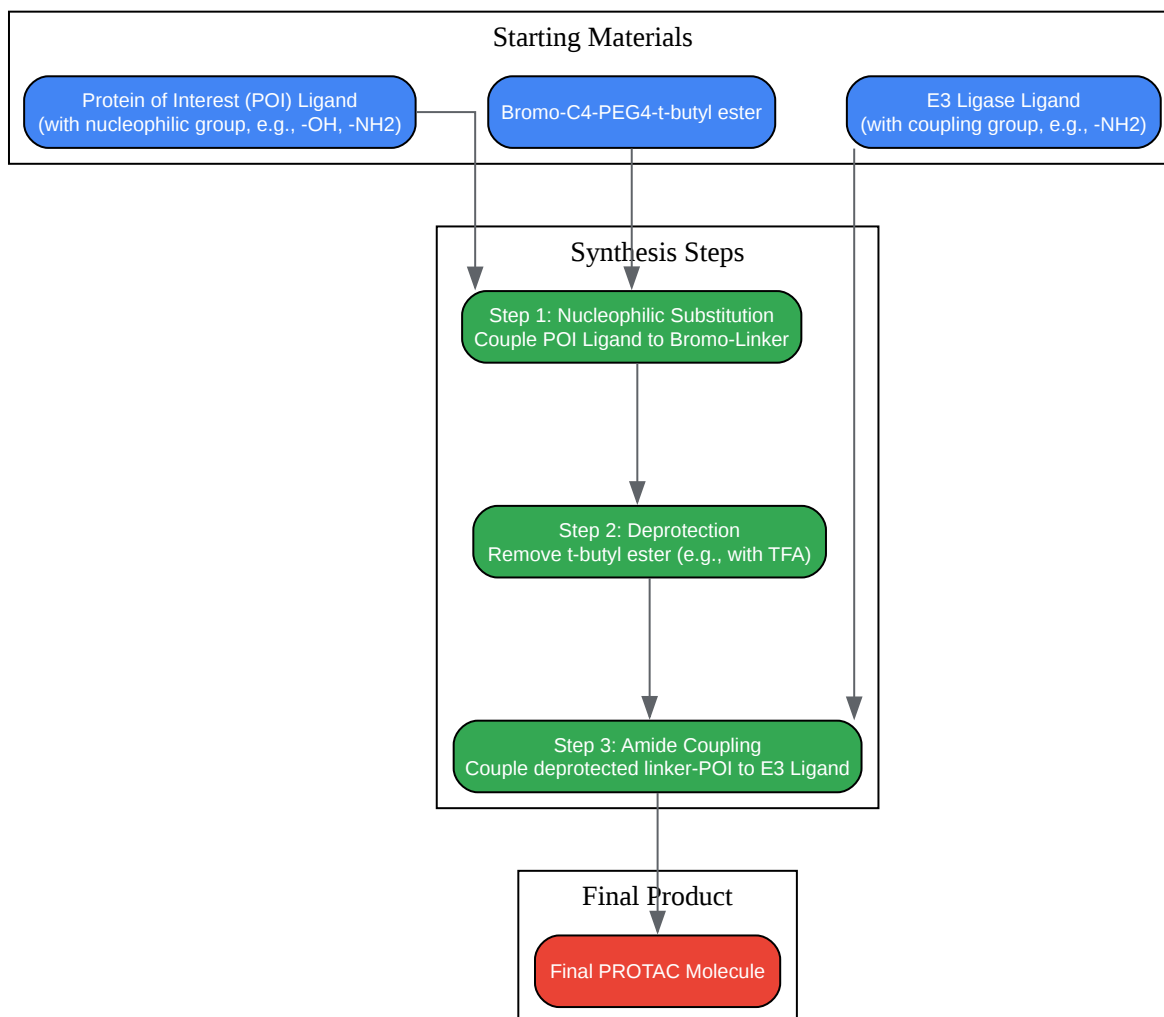 Starting Materials
Protein of Interest (POI) Ligand
(with nucleophilic group, e.g., -OH, -NH2)
Bromo-C4-PEG4-t-butyl ester
E3 Ligase Ligand
(with coupling group, e.g., -NH2)
Synthesis Steps
Step 1: Nucleophilic Substitution
Couple POI Ligand to Bromo-Linker
Step 2: Deprotection
Remove t-butyl ester (e.g., with TFA)
Step 3: Amide Coupling
Couple deprotected linker-POI to E3 Ligand
Final Product
Final PROTAC Molecule